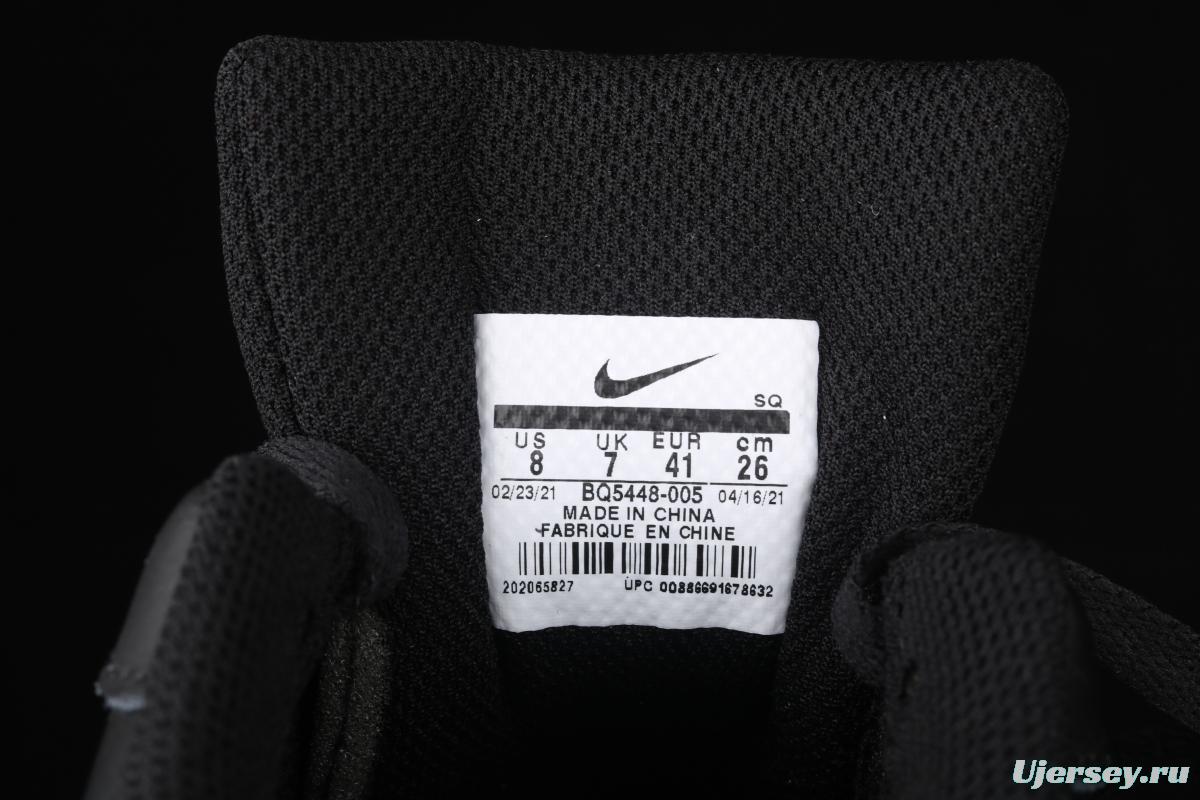 SQ
US UK EUR cm
8 7 41 26
02/23/21 BQ5448-005 04/16/21
MADE IN CHINA
FABRIQUE EN CHINE
202065827 UPC 00886691678632
Ujersey.ru